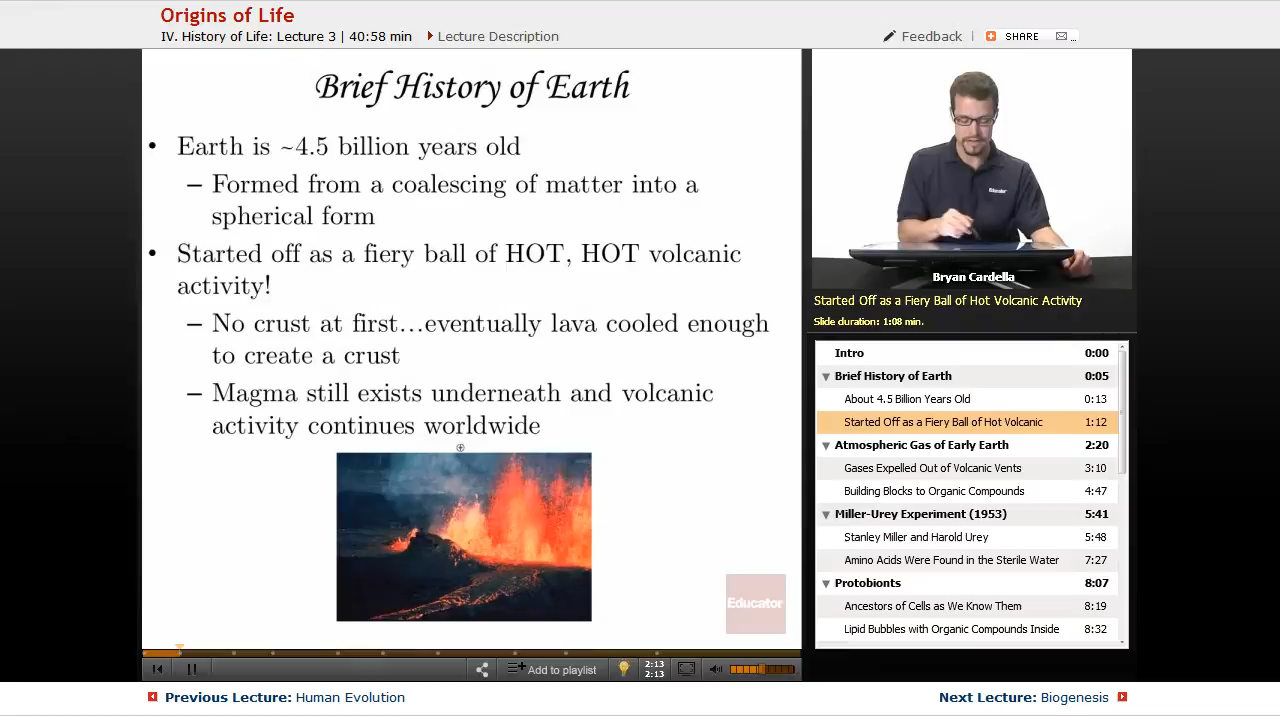 Origins of Life
IV. History of Life: Lecture 3 | 40:58 min
Lecture Description
Feedback
SHARE
Brief History of Earth
• Earth is ~4.5 billion years old
– Formed from a coalescing of matter into a
spherical form
• Started off as a fiery ball of HOT, HOT volcanic
activity!
– No crust at first...eventually lava cooled enough
to create a crust
– Magma still exists underneath and volcanic
activity continues worldwide
Educator
Educator
Bryan Cardella
Started Off as a Fiery Ball of Hot Volcanic Activity
Slide duration: 1:08 min.
Intro 0:00
Brief History of Earth 0:05
About 4.5 Billion Years Old 0:13
Started Off as a Fiery Ball of Hot Volcanic 1:12
Atmospheric Gas of Early Earth 2:20
Gases Expelled Out of Volcanic Vents 3:10
Building Blocks to Organic Compounds 4:47
Miller-Urey Experiment (1953) 5:41
Stanley Miller and Harold Urey 5:48
Amino Acids Were Found in the Sterile Water 7:27
Protobionts 8:07
Ancestors of Cells as We Know Them 8:19
Lipid Bubbles with Organic Compounds Inside 8:32
Add to playlist
2:13
2:13
Previous Lecture: Human Evolution
Next Lecture: Biogenesis